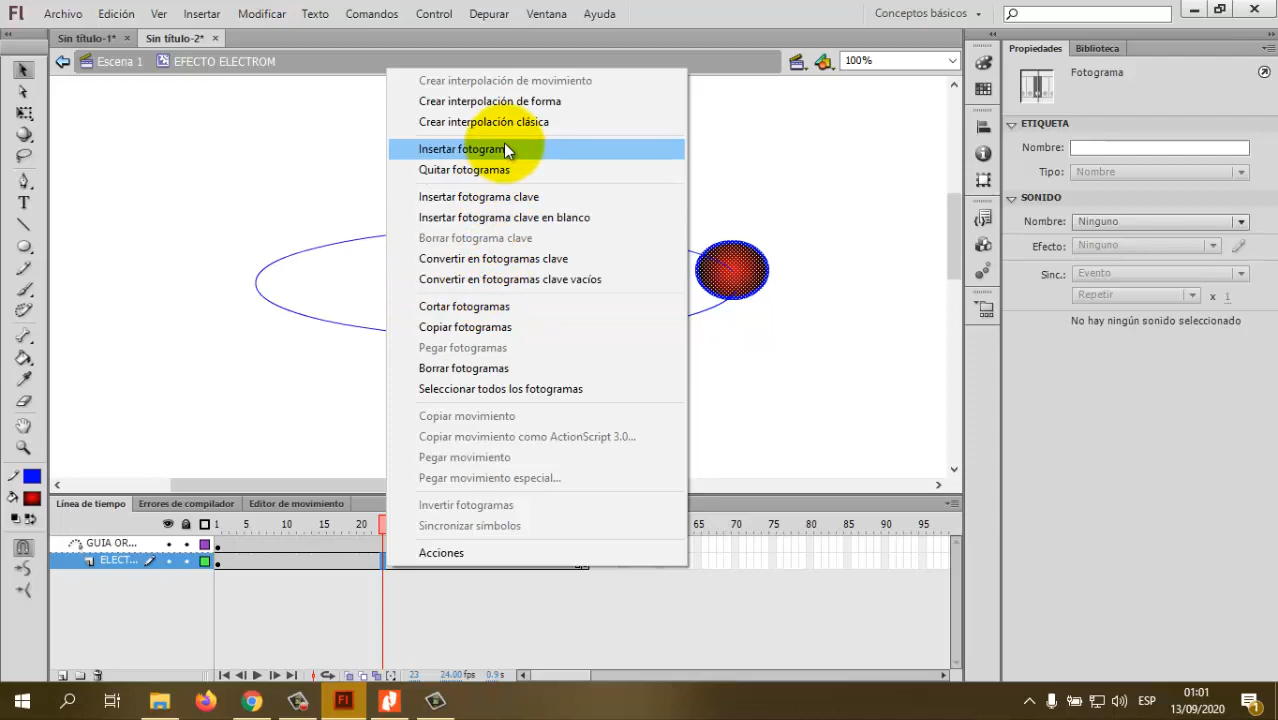 Fl Archivo Edición Ver Insertar Modificar Texto Comandos Control Depurar Ventana Ayuda Conceptos básicos
Sin título-1* × Sin título-2* ×
Escena 1 EFECTO ELECTROM 100%
Propiedades Biblioteca
Fotograma
ETIQUETA
Nombre:
Tipo: Nombre
SONIDO
Nombre: Ninguno
Efecto: Ninguno
Sinc.: Evento
Repetir x 1
No hay ningún sonido seleccionado
Crear interpolación de movimiento
Crear interpolación de forma
Crear interpolación clásica
Insertar fotograma
Quitar fotogramas
Insertar fotograma clave
Insertar fotograma clave en blanco
Borrar fotograma clave
Convertir en fotogramas clave
Convertir en fotogramas clave vacíos
Cortar fotogramas
Copiar fotogramas
Pegar fotogramas
Borrar fotogramas
Seleccionar todos los fotogramas
Copiar movimiento
Copiar movimiento como ActionScript 3.0...
Pegar movimiento
Pegar movimiento especial...
Invertir fotogramas
Sincronizar símbolos
Acciones
Línea de tiempo Errores de compilador Editor de movimiento
1 5 10 15 20 65 70 75 80 85 90 95
GUIA OR...
ELECT...
23 24.00 fps 0.9 s
Fl ESP 01:01
13/09/2020
1